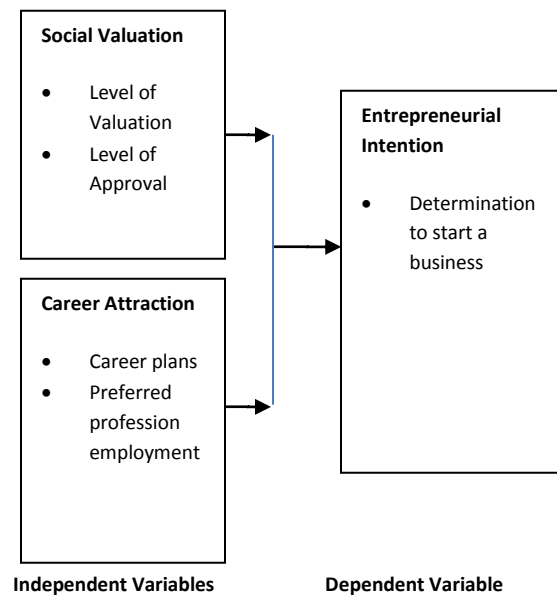 Social Valuation
• Level of
Valuation
• Level of
Approval
Career Attraction
• Career plans
• Preferred
profession
employment
Entrepreneurial
Intention
• Determination
to start a
business
Independent Variables
Dependent Variable